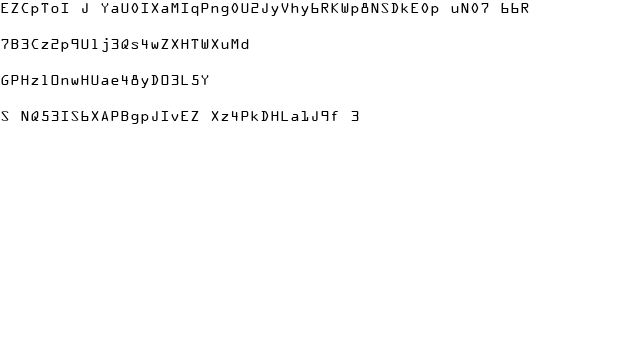 EZCpToI J YaU0IXaMIqPng0U2JyVhy6RKWp8NSDkE0p uN07 66R
7B3Cz2p9U1j3Qs4wZXHTWXuMd
GPHz1OnwHUae48yDO3L5Y
S NQ53IS6XAPBgpJIvEZ Xz4PkDHLa1J9f 3